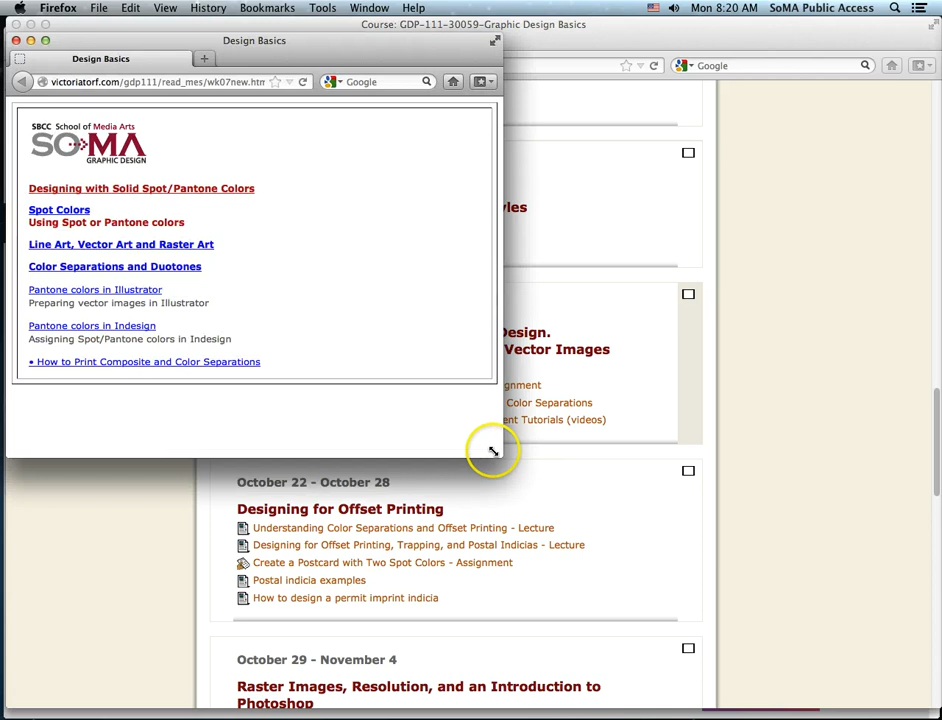 Firefox File Edit View History Bookmarks Tools Window Help Mon 8:20 AM SoMA Public Access
Course: GDP-111-30059-Graphic Design Basics
Design Basics
Design Basics
victoriatorf.com/gdp111/read_mes/wk07new.htm
Google
Google
SBCC School of Media Arts
SOMA
GRAPHIC DESIGN
Designing with Solid Spot/Pantone Colors
Spot Colors
Using Spot or Pantone colors
Line Art, Vector Art and Raster Art
Color Separations and Duotones
Pantone colors in Illustrator
Preparing vector images in Illustrator
Pantone colors in Indesign
Assigning Spot/Pantone colors in Indesign
• How to Print Composite and Color Separations
yles
Design.
Vector Images
gnment
Color Separations
ent Tutorials (videos)
October 22 - October 28
Designing for Offset Printing
Understanding Color Separations and Offset Printing - Lecture
Designing for Offset Printing, Trapping, and Postal Indicias - Lecture
Create a Postcard with Two Spot Colors - Assignment
Postal indicia examples
How to design a permit imprint indicia
October 29 - November 4
Raster Images, Resolution, and an Introduction to
Photoshop